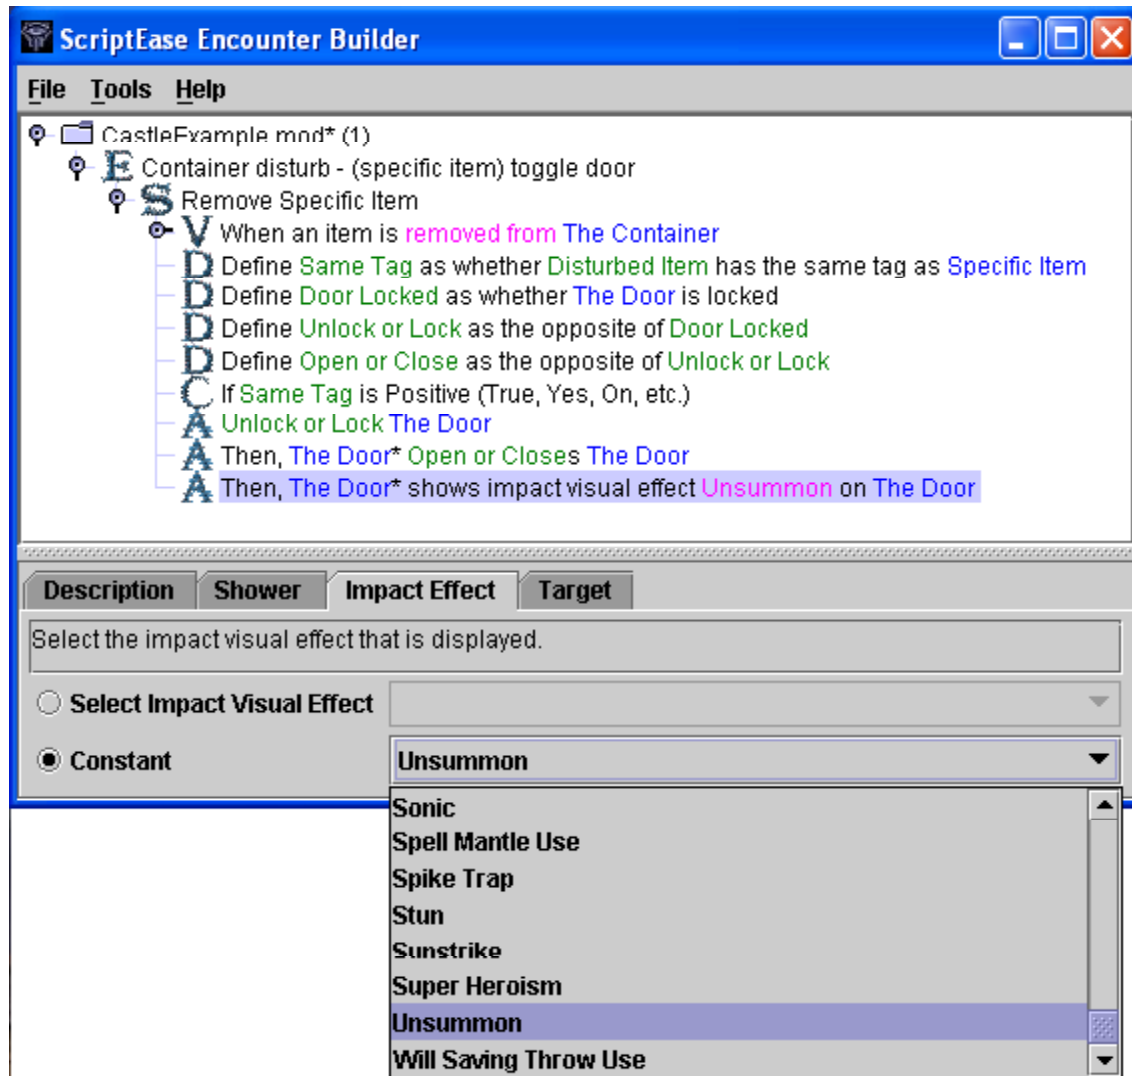 ScriptEase Encounter Builder
File Tools Help
CastleExample mod* (1)
E Container disturb - (specific item) toggle door
S Remove Specific Item
V When an item is removed from The Container
D Define Same Tag as whether Disturbed Item has the same tag as Specific Item
D Define Door Locked as whether The Door is locked
D Define Unlock or Lock as the opposite of Door Locked
D Define Open or Close as the opposite of Unlock or Lock
C If Same Tag is Positive (True, Yes, On, etc.)
A Unlock or Lock The Door
A Then, The Door* Open or Closes The Door
A Then, The Door* shows impact visual effect Unsummon on The Door
Description Shower Impact Effect Target
Select the impact visual effect that is displayed.
Select Impact Visual Effect
Constant Unsummon
Sonic
Spell Mantle Use
Spike Trap
Stun
Sunstrike
Super Heroism
Unsummon
Will Saving Throw Use